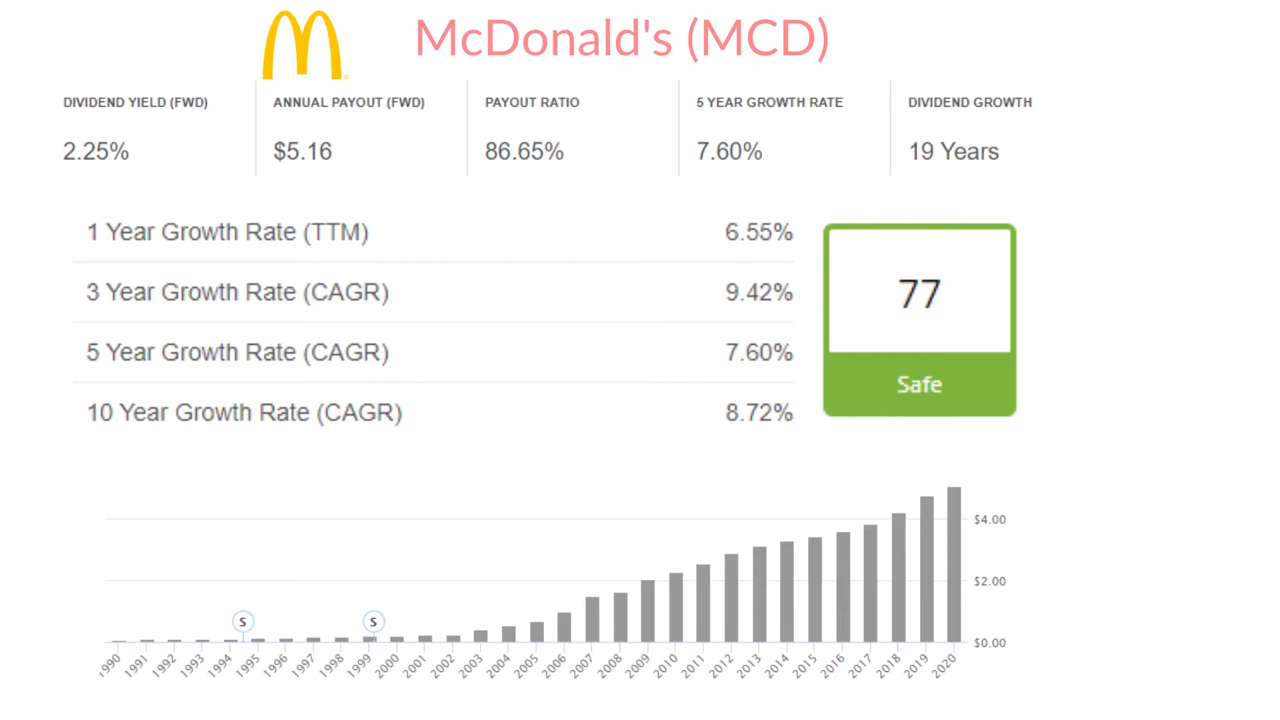 McDonald's (MCD)
DIVIDEND YIELD (FWD) ANNUAL PAYOUT (FWD) PAYOUT RATIO 5 YEAR GROWTH RATE DIVIDEND GROWTH
2.25% $5.16 86.65% 7.60% 19 Years
1 Year Growth Rate (TTM) 6.55%
3 Year Growth Rate (CAGR) 9.42%
5 Year Growth Rate (CAGR) 7.60%
10 Year Growth Rate (CAGR) 8.72%
77
Safe
$4.00
$2.00
S S
$0.00
1990 1991 1992 1993 1994 1995 1996 1997 1998 1999 2000 2001 2002 2003 2004 2005 2006 2007 2008 2009 2010 2011 2012 2013 2014 2015 2016 2017 2018 2019 2020